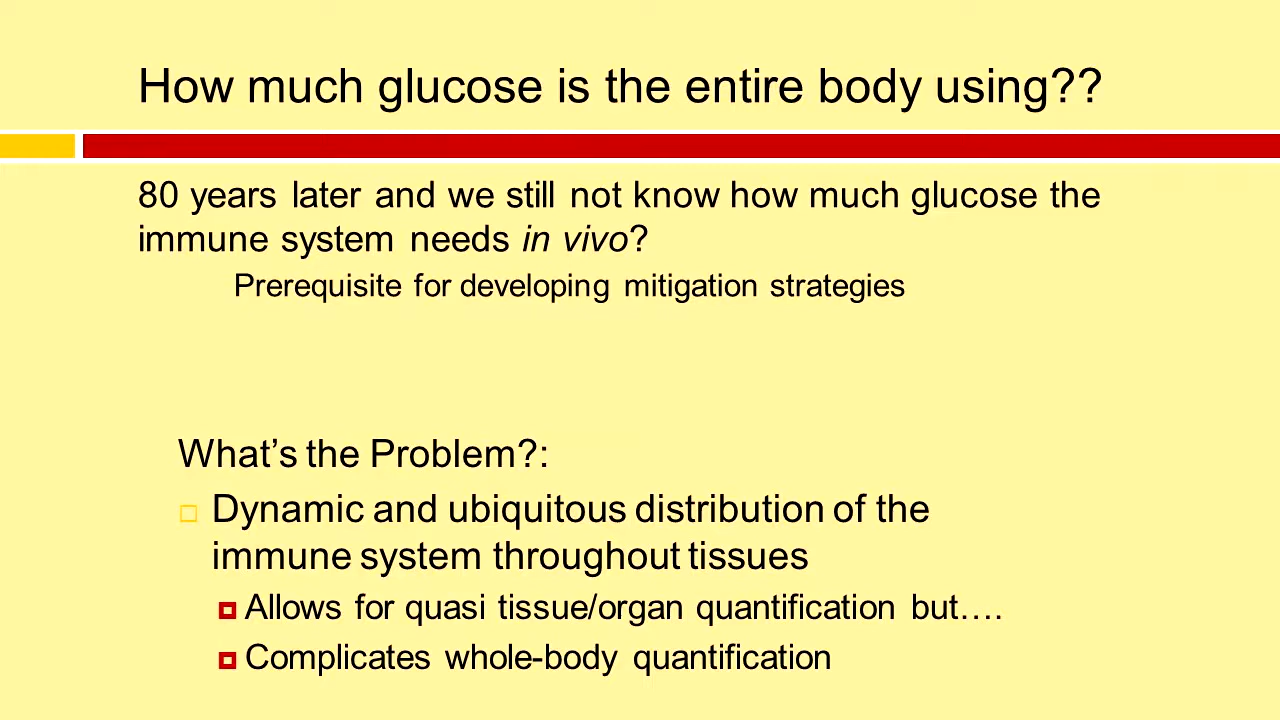 How much glucose is the entire body using??
80 years later and we still not know how much glucose the
immune system needs in vivo?
Prerequisite for developing mitigation strategies
What’s the Problem?:
Dynamic and ubiquitous distribution of the
immune system throughout tissues
Allows for quasi tissue/organ quantification but….
Complicates whole-body quantification